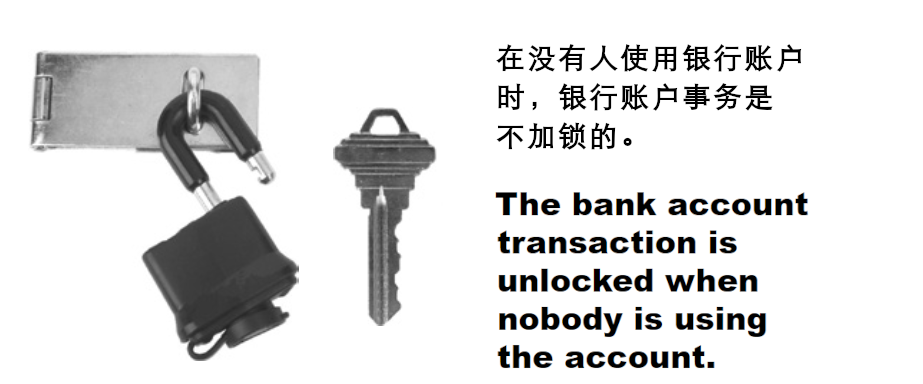 在没有人使用银行账户
时，银行账户事务是
不加锁的。
The bank account
transaction is
unlocked when
nobody is using
the account.